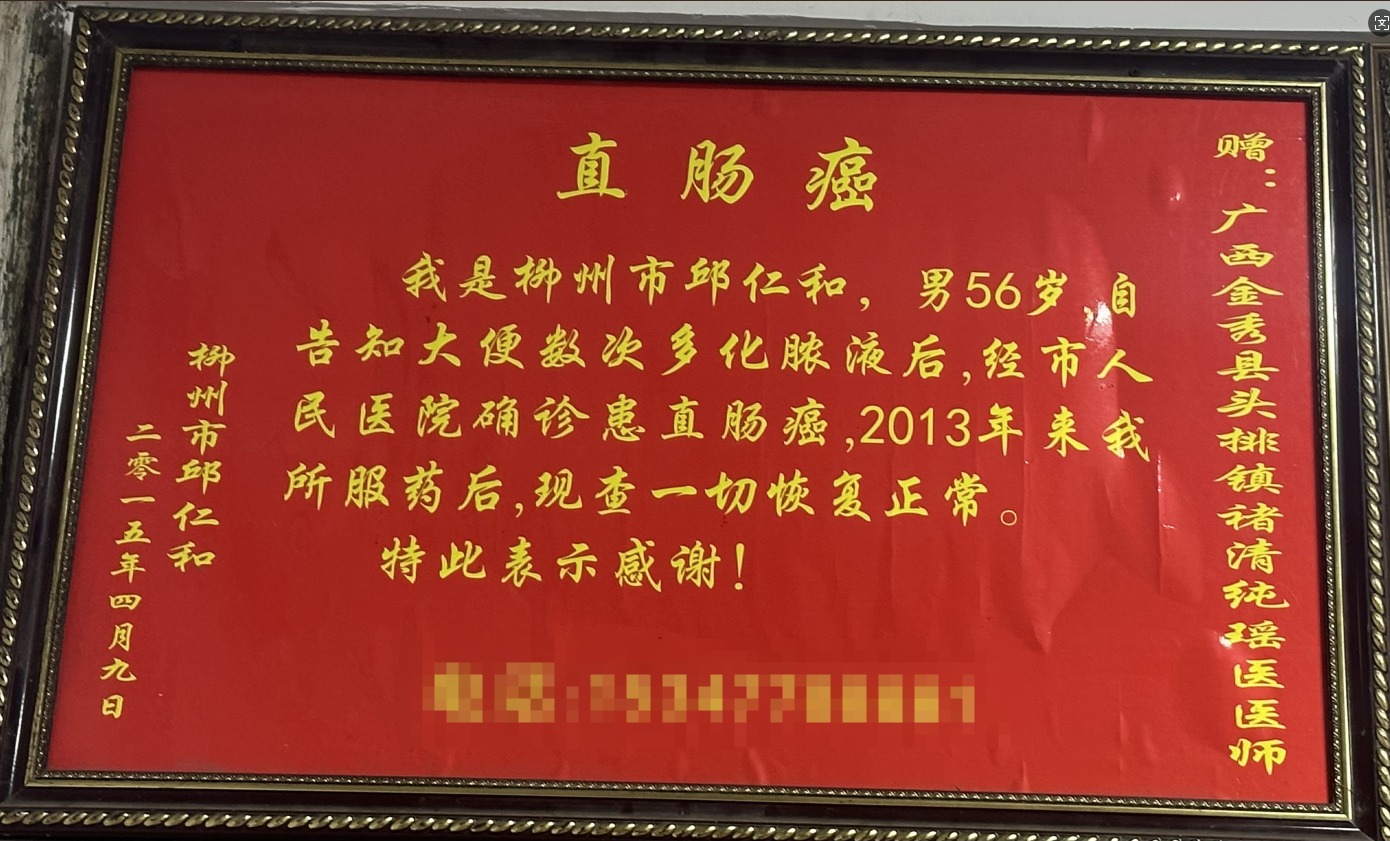 直肠癌
赠：广西金秀县头排镇褚清纯瑶医医师
我是柳州市邱仁和，男56岁,自
告知大便数次多化脓液后,经市人
民医院确诊患直肠癌,2013年来我
所服药后,现查一切恢复正常。
特此表示感谢！
柳州市邱仁和
二零一五年四月九日